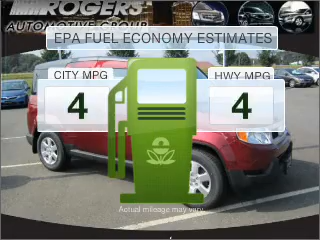 ROGERS
AUTOMOTIVE GROUP
EPA FUEL ECONOMY ESTIMATES
CITY MPG
HWY MPG
4
4
Actual mileage may vary.